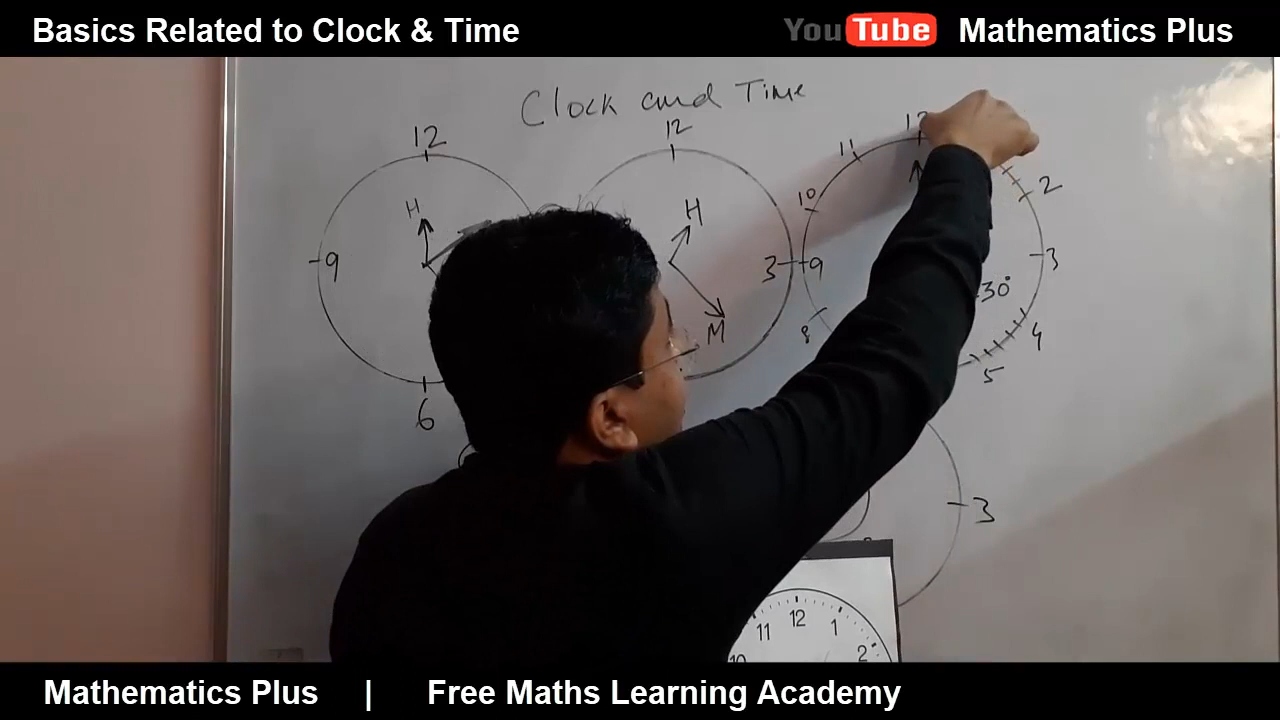 Basics Related to Clock & Time
YouTube Mathematics Plus
Clock and Time
12
H
9
6
12
H
3
M
12
11
10
9
8
2
3
30°
4
5
3
11 12 1
10 2
Mathematics Plus | Free Maths Learning Academy